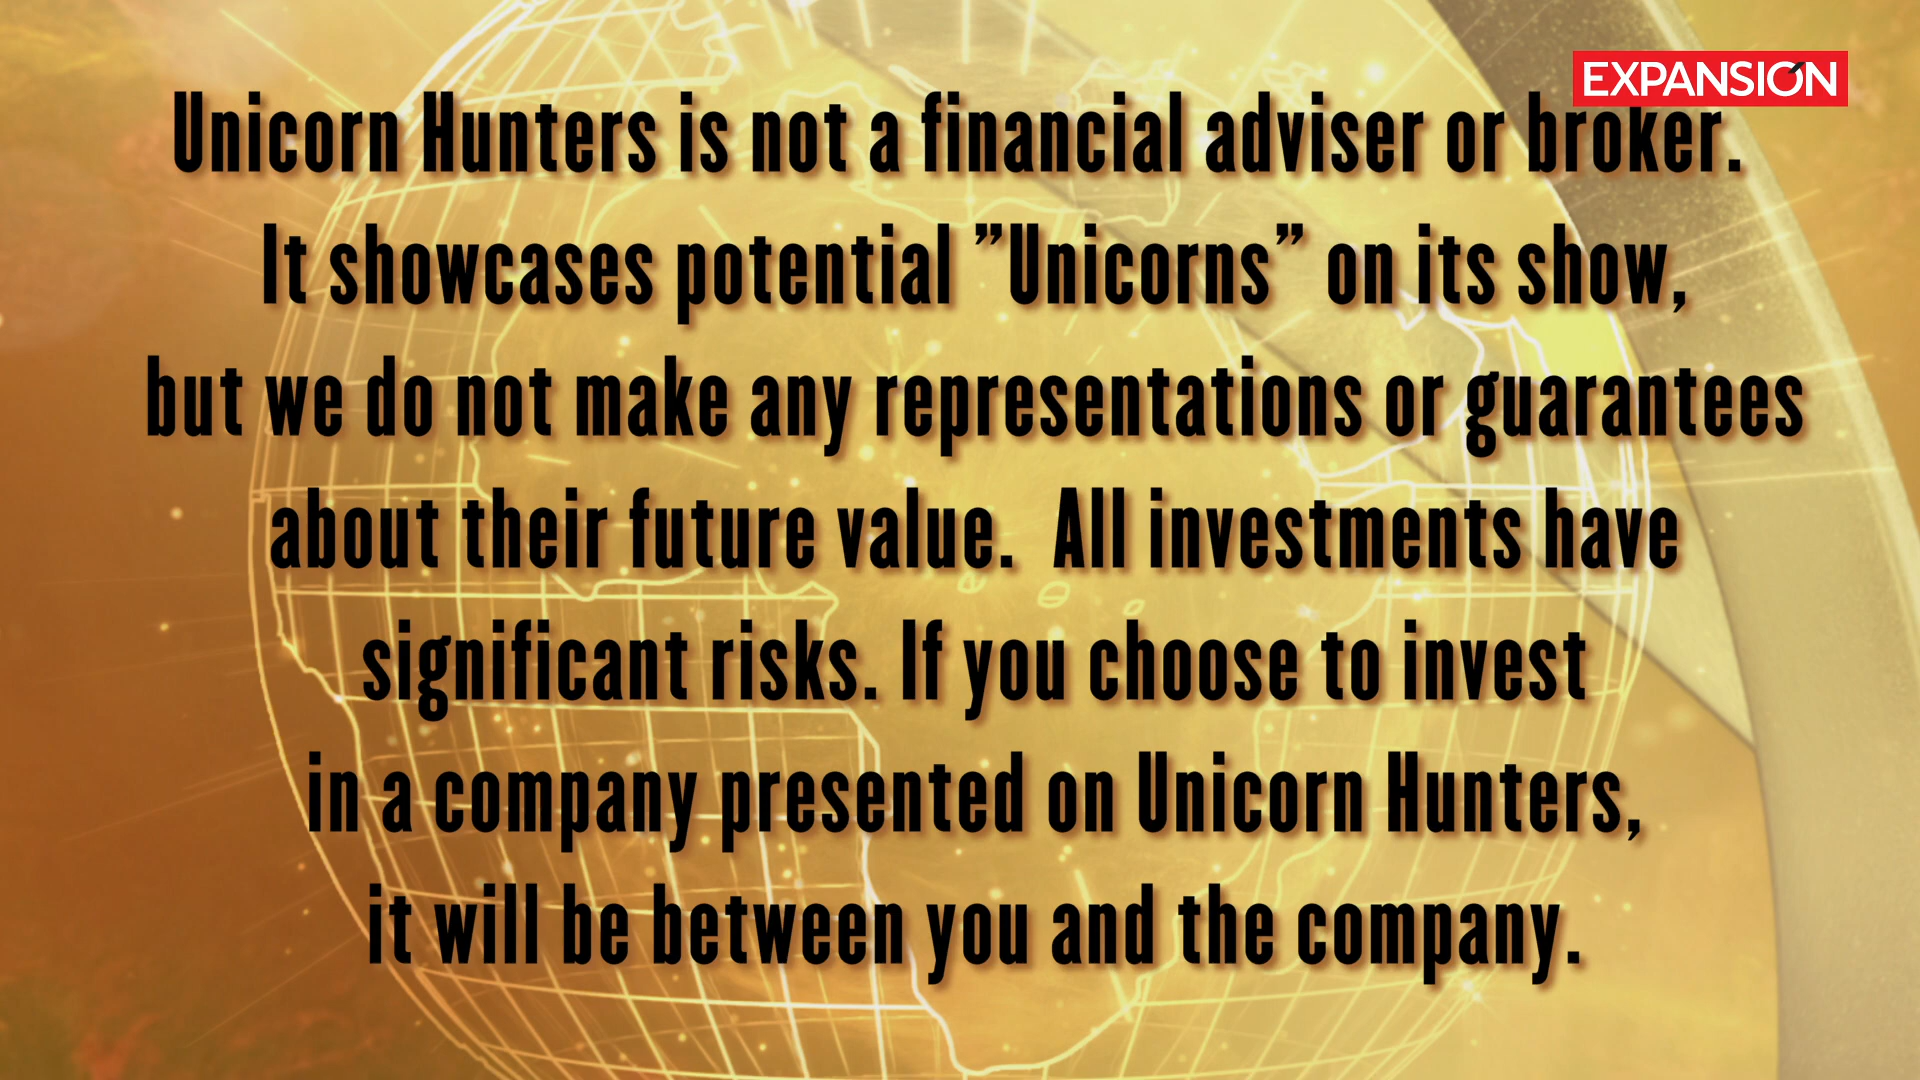 EXPANSIÓN
Unicorn Hunters is not a financial adviser or broker.
It showcases potential ”Unicorns” on its show,
but we do not make any representations or guarantees
about their future value.  All investments have
significant risks. If you choose to invest
in a company presented on Unicorn Hunters,
it will be between you and the company.